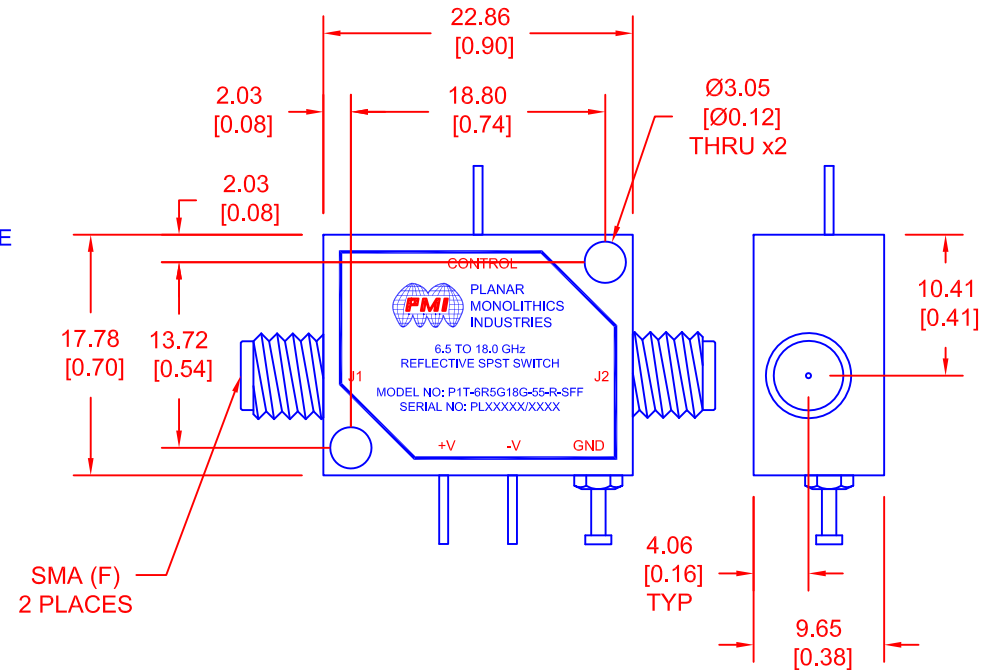 22.86
[0.90]
2.03
[0.08]
18.80
[0.74]
Ø3.05
[Ø0.12]
THRU x2
2.03
[0.08]
E
17.78
[0.70]
13.72
[0.54]
CONTROL
PMI
PLANAR
MONOLITHICS
INDUSTRIES
6.5 TO 18.0 GHz
REFLECTIVE SPST SWITCH
J1
J2
MODEL NO: P1T-6R5G18G-55-R-SFF
SERIAL NO: PLXXXXX/XXXX
+V
-V
GND
10.41
[0.41]
SMA (F)
2 PLACES
4.06
[0.16]
TYP
9.65
[0.38]